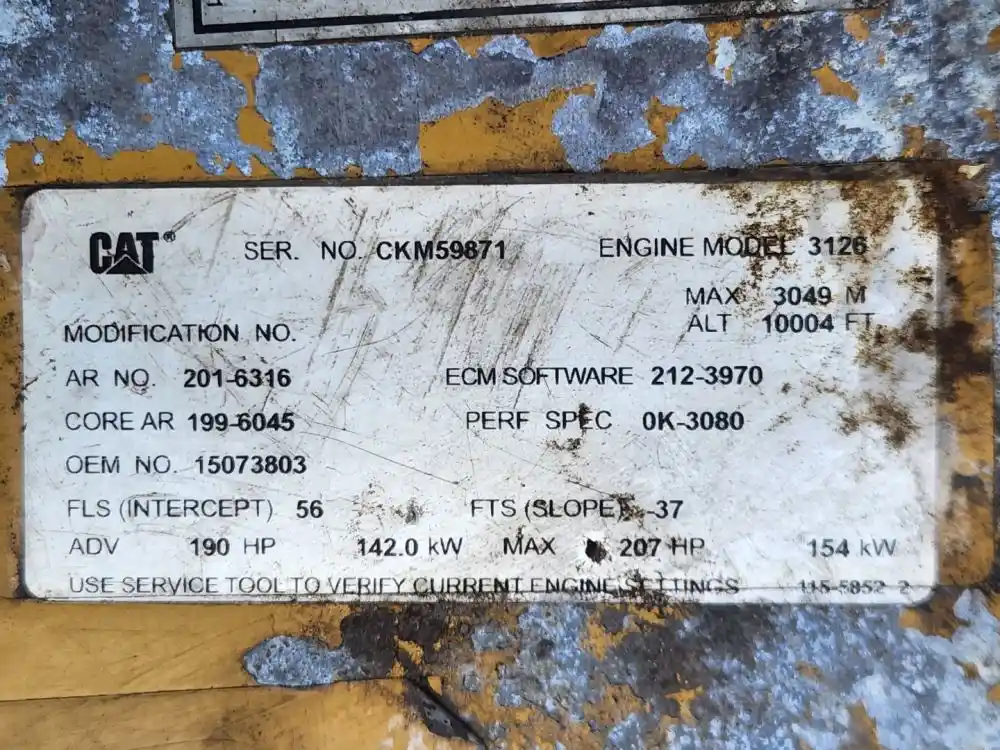 CAT® SER. NO. CKM59871 ENGINE MODEL 3126
MAX 3049 M
ALT 10004 FT
MODIFICATION NO.
AR NO. 201-6316 ECM SOFTWARE 212-3970
CORE AR 199-6045 PERF SPEC 0K-3080
OEM NO. 15073803
FLS (INTERCEPT) 56 FTS (SLOPE) -37
ADV 190 HP 142.0 kW MAX 207 HP 154 kW
USE SERVICE TOOL TO VERIFY CURRENT ENGINE SETTINGS 115-5852 2